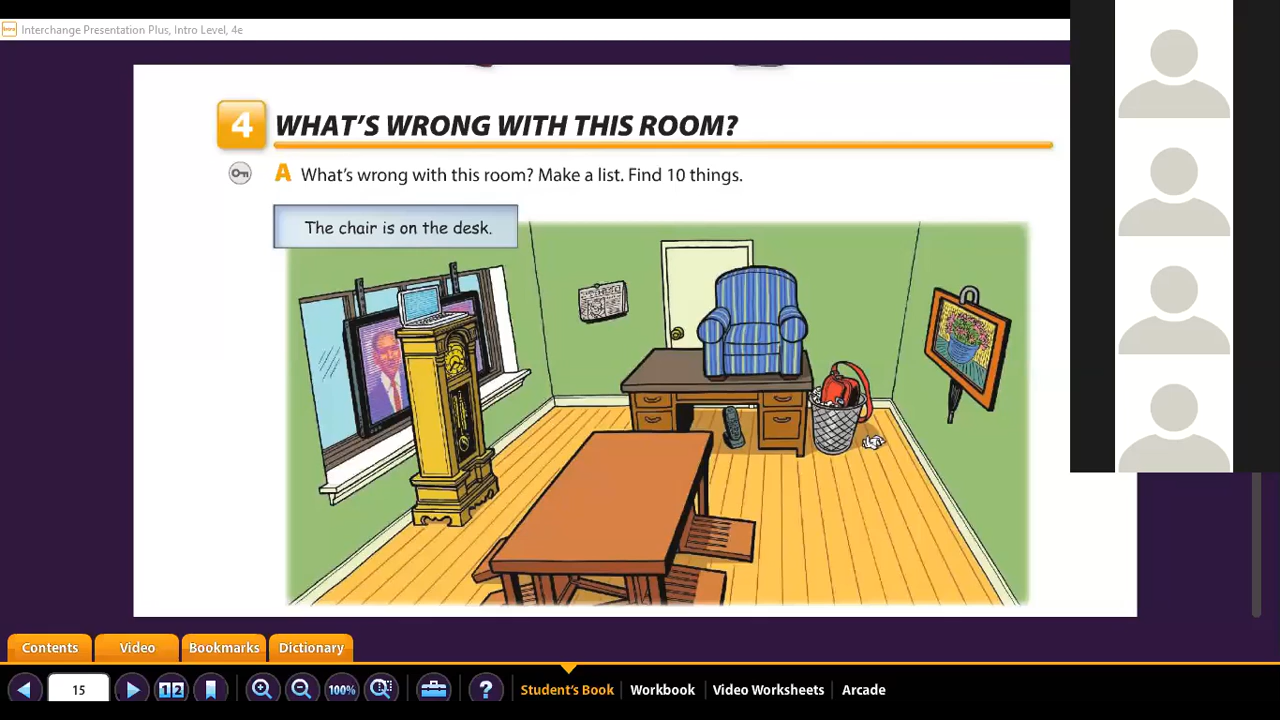 Interchange Presentation Plus, Intro Level, 4e
4 WHAT'S WRONG WITH THIS ROOM?
A What's wrong with this room? Make a list. Find 10 things.
The chair is on the desk.
Contents Video Bookmarks Dictionary
15 1 2 100% ? Student's Book Workbook Video Worksheets Arcade